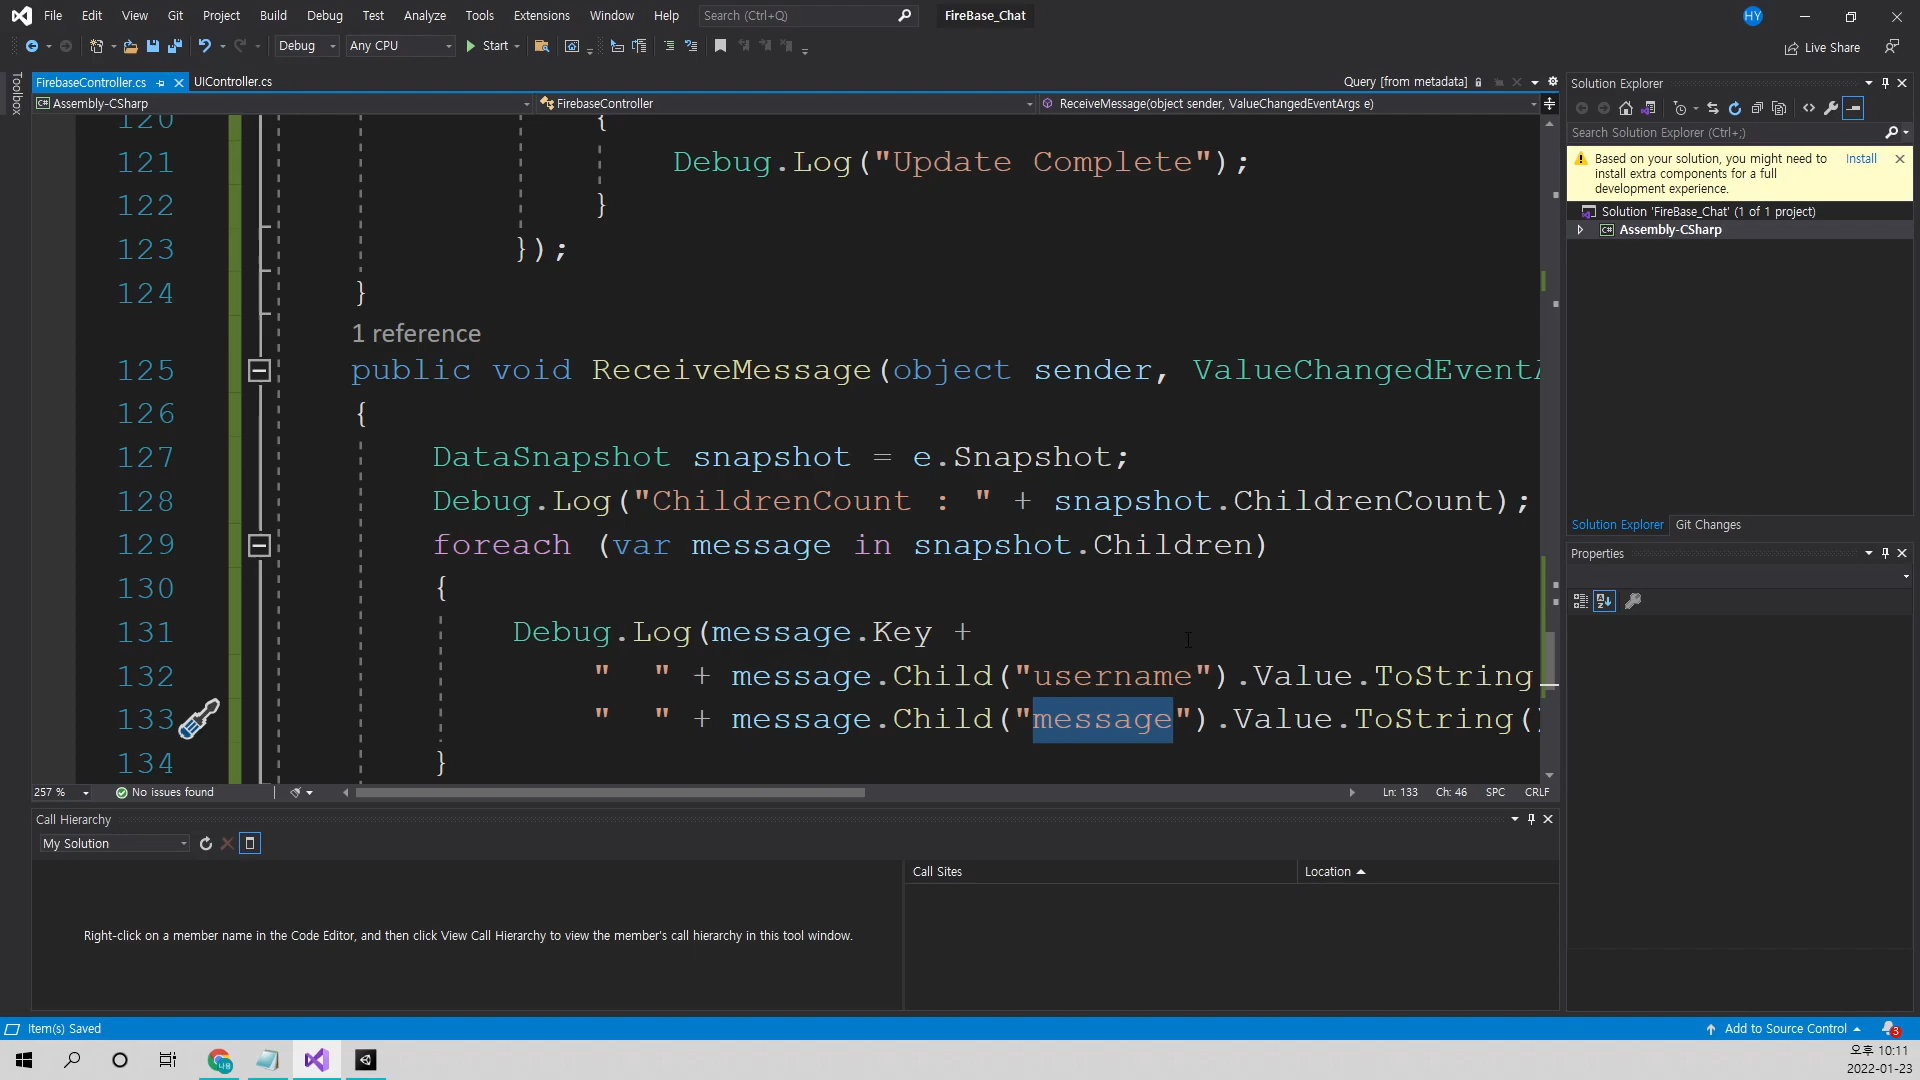 File Edit View Git Project Build Debug Test Analyze Tools Extensions Window Help Search (Ctrl+Q) FireBase_Chat HY
Debug Any CPU Start Live Share
Toolbox
FirebaseController.cs UIController.cs Query [from metadata]
C# Assembly-CSharp FirebaseController ReceiveMessage(object sender, ValueChangedEventArgs e)
120 {
121 Debug.Log("Update Complete");
122 }
123 });
124 }
1 reference
125 public void ReceiveMessage(object sender, ValueChangedEventA
126 {
127 DataSnapshot snapshot = e.Snapshot;
128 Debug.Log("ChildrenCount : " + snapshot.ChildrenCount);
129 foreach (var message in snapshot.Children)
130 {
131 Debug.Log(message.Key +
132 "  " + message.Child("username").Value.ToString
133 "  " + message.Child("message").Value.ToString()
134 }
257 % No issues found Ln: 133 Ch: 46 SPC CRLF
Call Hierarchy
My Solution
Call Sites Location
Right-click on a member name in the Code Editor, and then click View Call Hierarchy to view the member's call hierarchy in this tool window.
Solution Explorer
Search Solution Explorer (Ctrl+;)
Based on your solution, you might need to Install
install extra components for a full
development experience.
Solution 'FireBase_Chat' (1 of 1 project)
C# Assembly-CSharp
Solution Explorer Git Changes
Properties
Item(s) Saved Add to Source Control 3
오후 10:11
2022-01-23